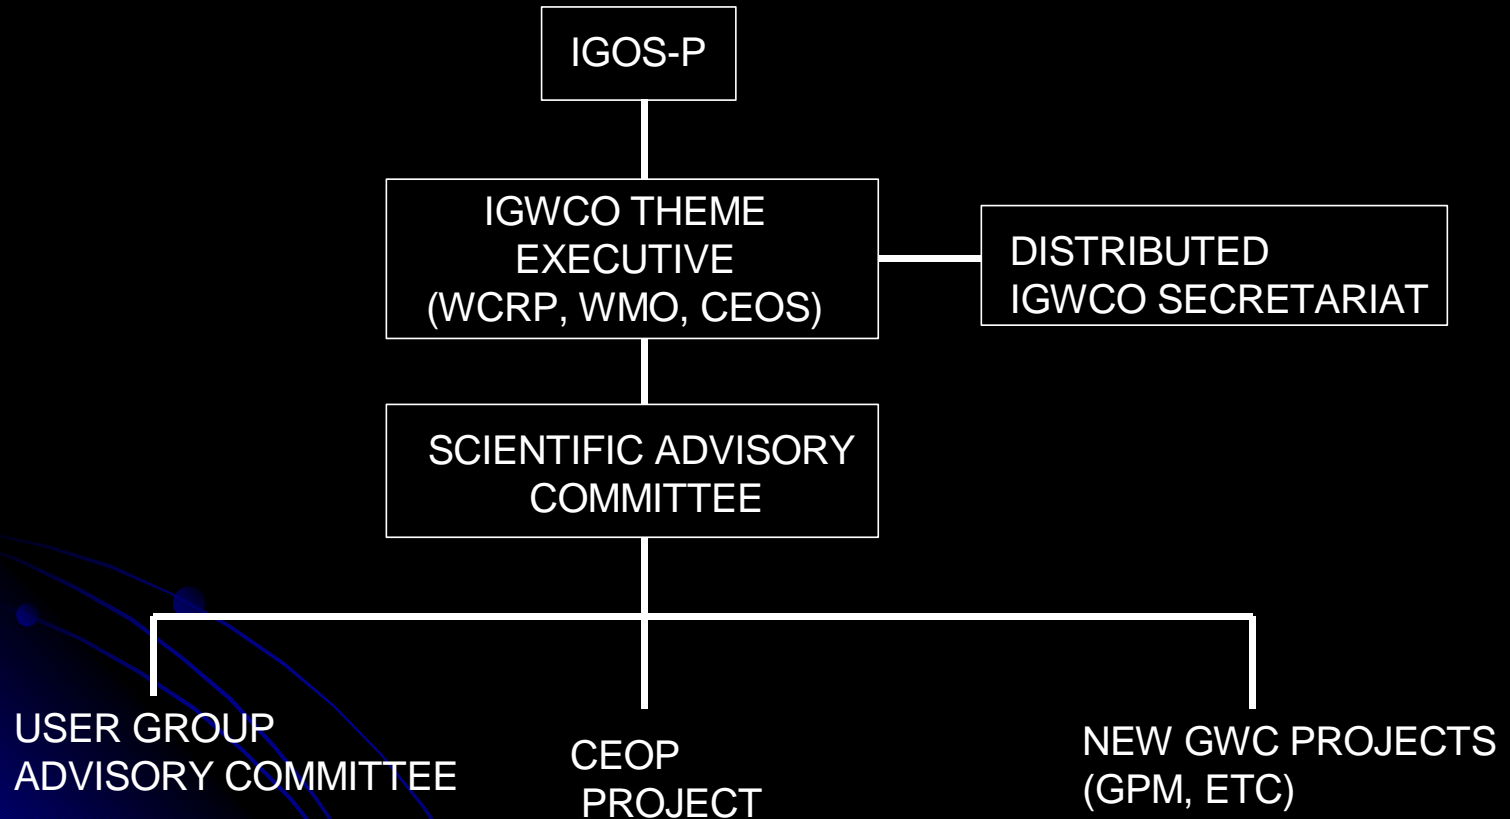 IGOS-P
IGWCO THEME
EXECUTIVE
(WCRP, WMO, CEOS)
DISTRIBUTED
IGWCO SECRETARIAT
SCIENTIFIC ADVISORY
COMMITTEE
USER GROUP
ADVISORY COMMITTEE
CEOP
PROJECT
NEW GWC PROJECTS
(GPM, ETC)